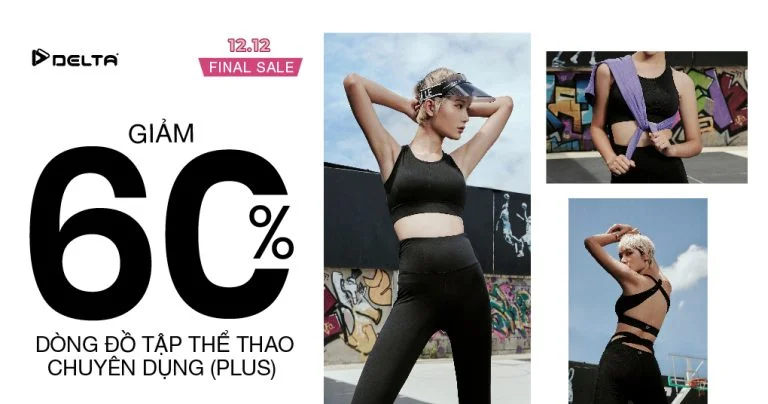 DELTA
12.12
FINAL SALE
GIẢM
60%
DÒNG ĐỒ TẬP THỂ THAO
CHUYÊN DỤNG (PLUS)